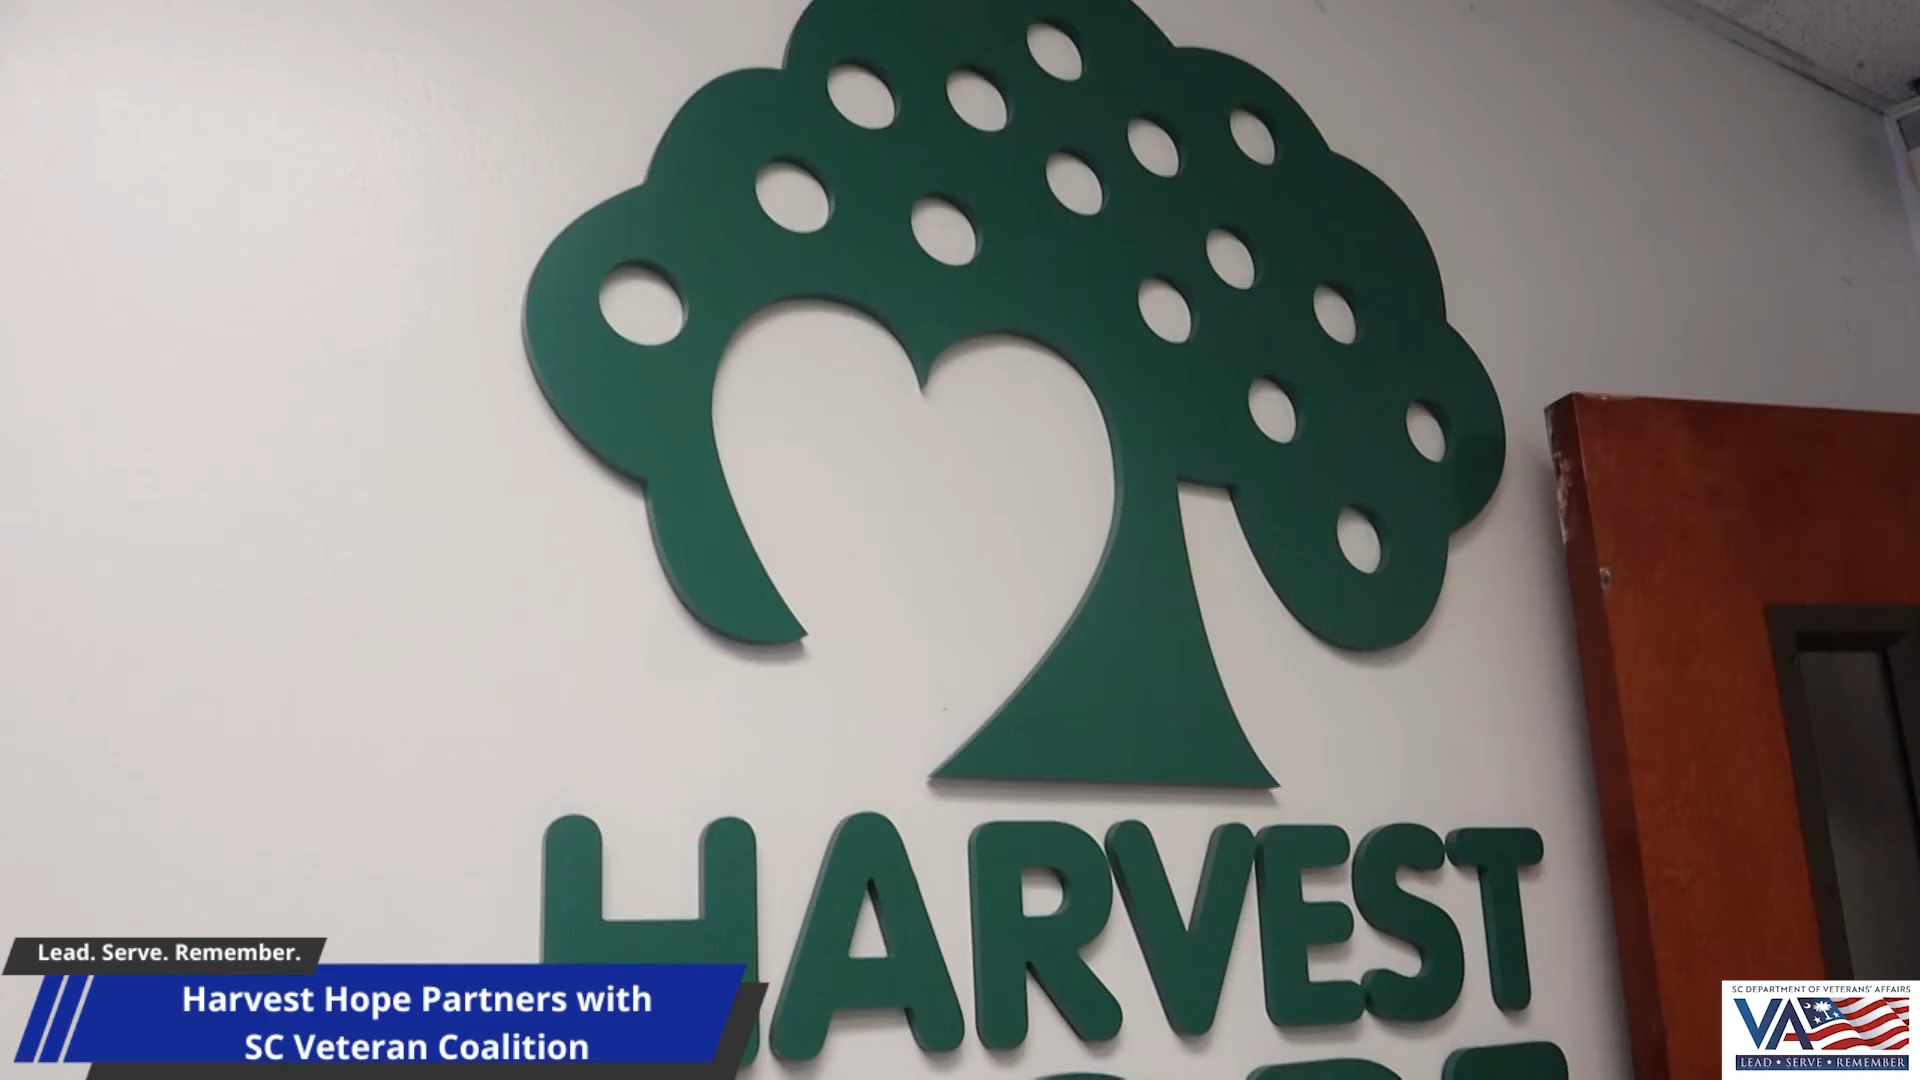 HARVEST
Lead. Serve. Remember.
Harvest Hope Partners with
SC Veteran Coalition
SC DEPARTMENT OF VETERANS' AFFAIRS
VA
LEAD ★ SERVE ★ REMEMBER